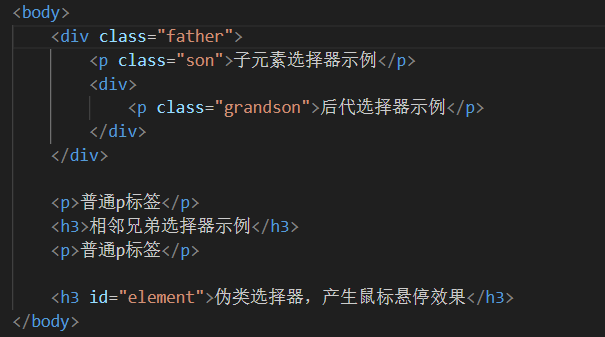 <body>
<div class="father">
<p class="son">子元素选择器示例</p>
<div>
<p class="grandson">后代选择器示例</p>
</div>
</div>
<p>普通p标签</p>
<h3>相邻兄弟选择器示例</h3>
<p>普通p标签</p>
<h3 id="element">伪类选择器，产生鼠标悬停效果</h3>
</body>